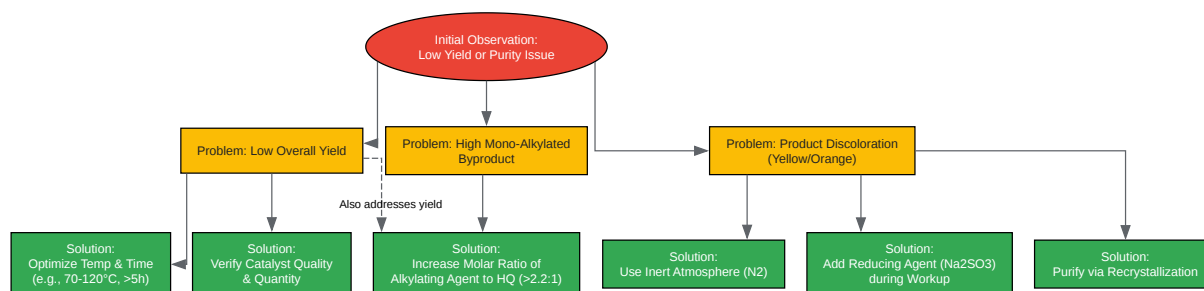 Initial Observation:
Low Yield or Purity Issue
Problem: Low Overall Yield
Problem: High Mono-Alkylated
Byproduct
Problem: Product Discoloration
(Yellow/Orange)
Also addresses yield
Solution:
Optimize Temp & Time
(e.g., 70-120°C, >5h)
Solution:
Verify Catalyst Quality
& Quantity
Solution:
Increase Molar Ratio of
Alkylating Agent to HQ (>2.2:1)
Solution:
Use Inert Atmosphere (N2)
Solution:
Add Reducing Agent (Na2SO3)
during Workup
Solution:
Purify via Recrystallization